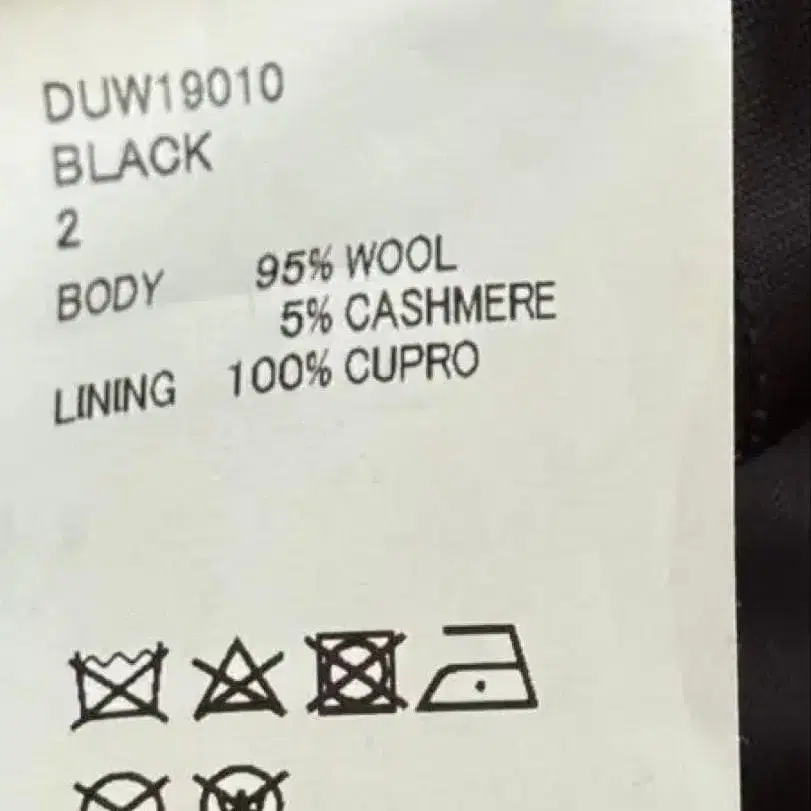 DUW19010
BLACK
2
BODY 95% WOOL
5% CASHMERE
LINING 100% CUPRO